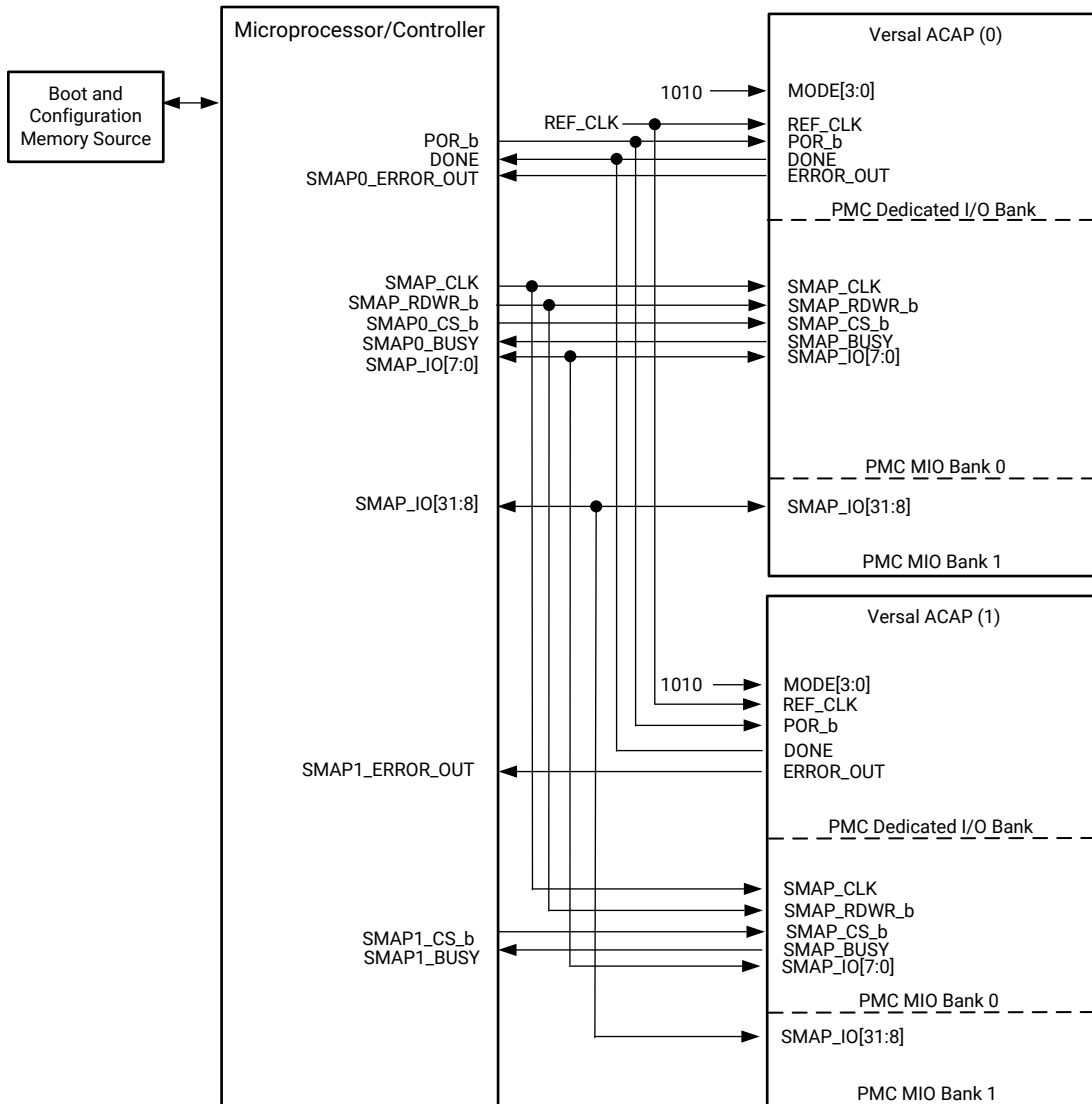 Microprocessor/Controller
Boot and
Configuration
Memory Source
POR_b
DONE
SMAP0_ERROR_OUT
SMAP_CLK
SMAP_RDWR_b
SMAP0_CS_b
SMAP0_BUSY
SMAP_IO[7:0]
SMAP_IO[31:8]
SMAP1_ERROR_OUT
SMAP1_CS_b
SMAP1_BUSY
1010
REF_CLK
Versal ACAP (0)
MODE[3:0]
REF_CLK
POR_b
DONE
ERROR_OUT
PMC Dedicated I/O Bank
SMAP_CLK
SMAP_RDWR_b
SMAP_CS_b
SMAP_BUSY
SMAP_IO[7:0]
PMC MIO Bank 0
SMAP_IO[31:8]
PMC MIO Bank 1
1010
Versal ACAP (1)
MODE[3:0]
REF_CLK
POR_b
DONE
ERROR_OUT
PMC Dedicated I/O Bank
SMAP_CLK
SMAP_RDWR_b
SMAP_CS_b
SMAP_BUSY
SMAP_IO[7:0]
PMC MIO Bank 0
SMAP_IO[31:8]
PMC MIO Bank 1